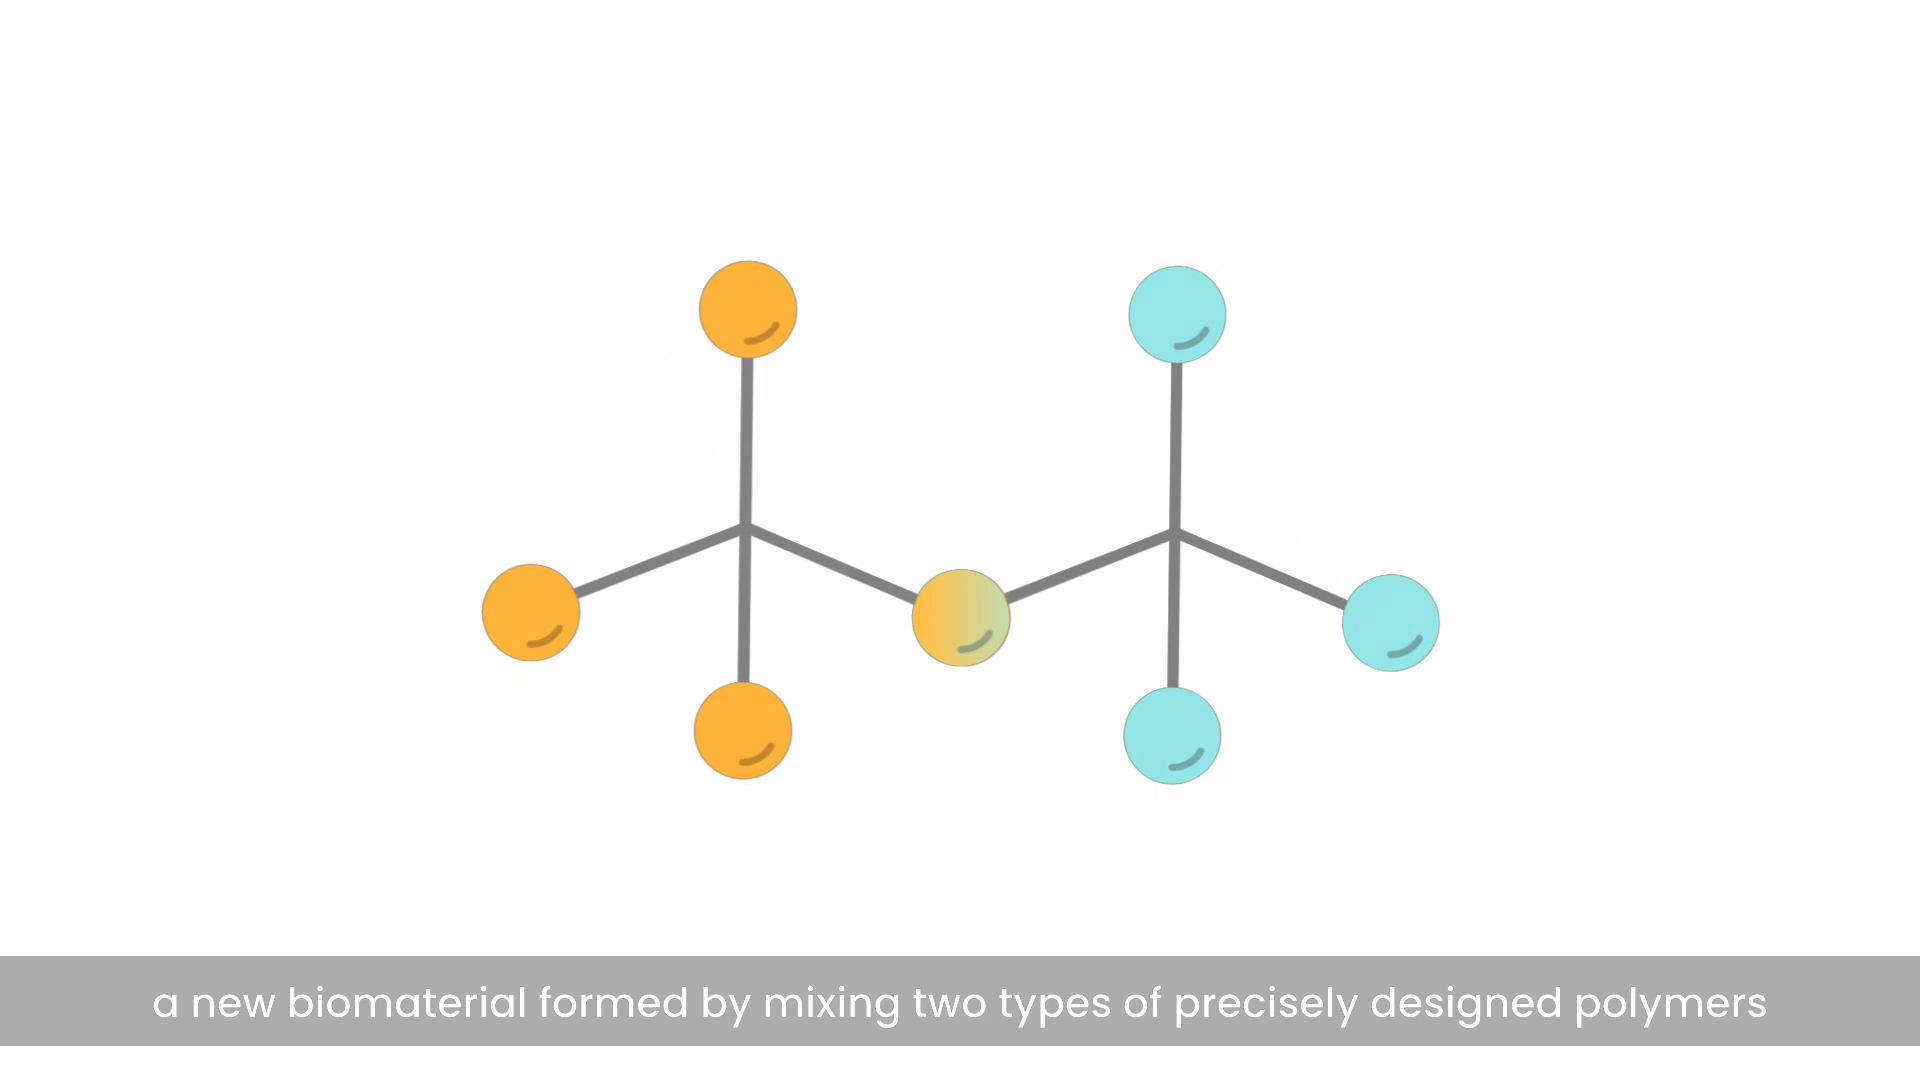 a new biomaterial formed by mixing two types of precisely designed polymers